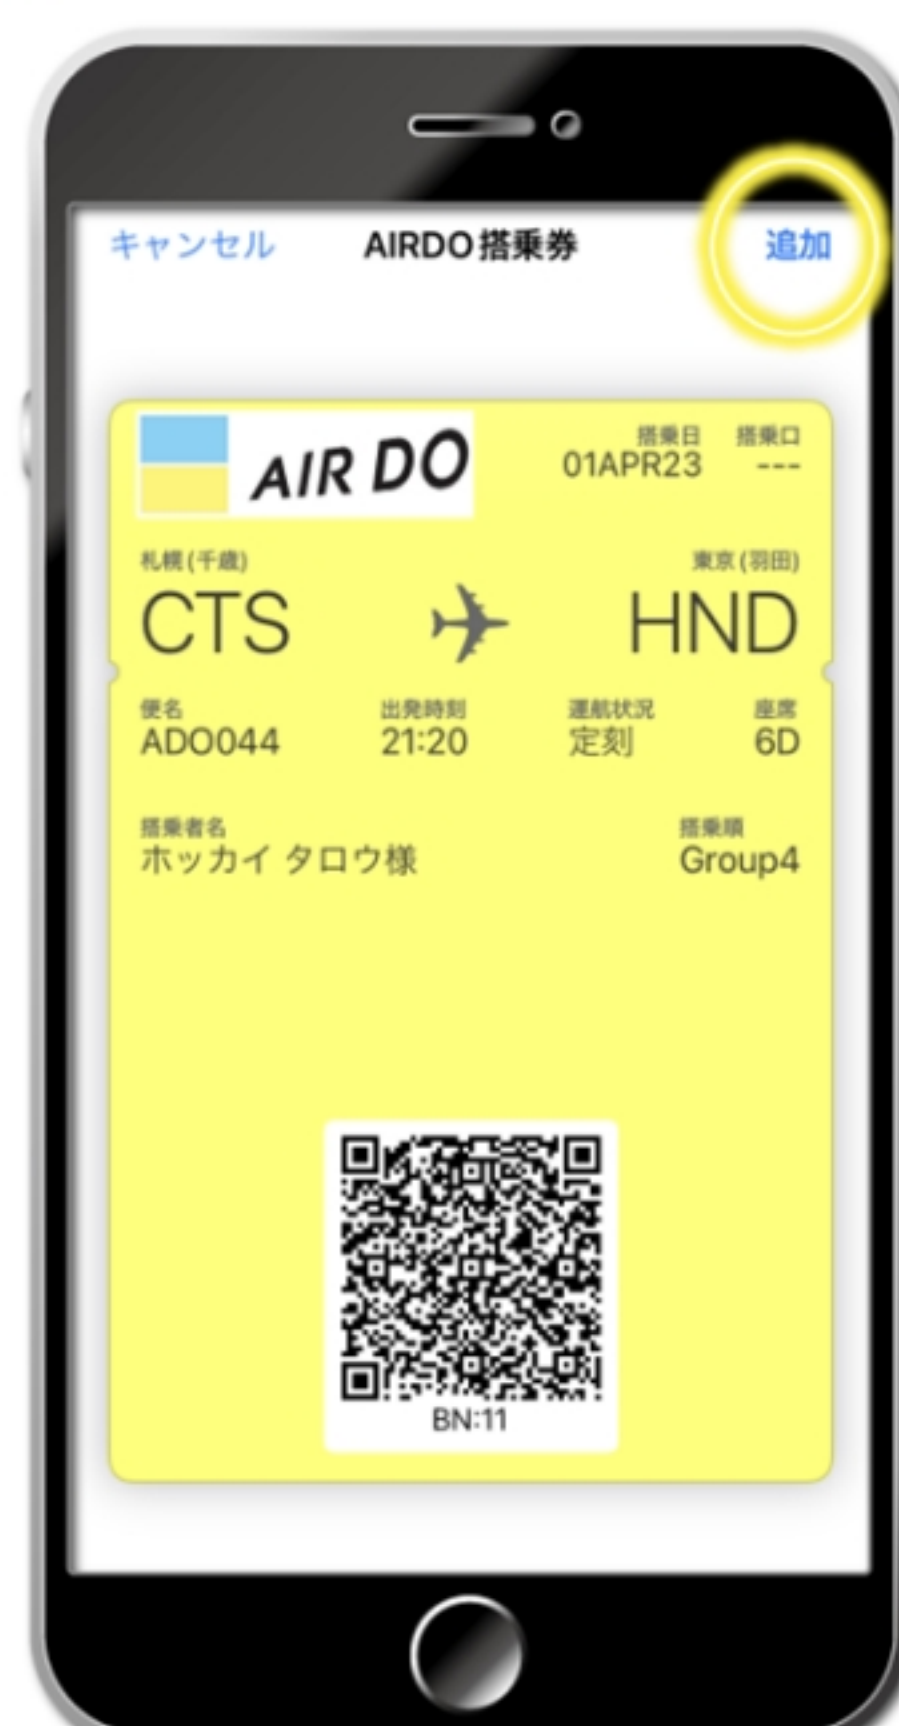 キャンセル AIRDO搭乗券 追加
AIR DO
搭乗日 搭乗口
01APR23 ---
札幌(千歳) 東京(羽田)
CTS HND
便名 出発時刻 運航状況 座席
ADO044 21:20 定刻 6D
搭乗者名 搭乗順
ホッカイ タロウ様 Group4
BN:11